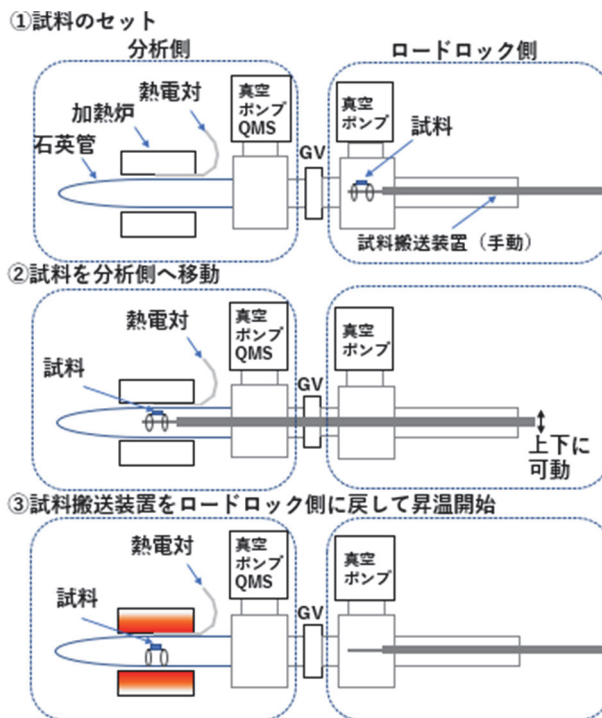 ①試料のセット
分析側
ロードロック側
熱電対
加熱炉
石英管
真空
ポンプ
QMS
GV
真空
ポンプ
試料
試料搬送装置（手動）
②試料を分析側へ移動
熱電対
試料
真空
ポンプ
QMS
GV
真空
ポンプ
上下に
可動
③試料搬送装置をロードロック側に戻して昇温開始
熱電対
試料
真空
ポンプ
QMS
GV
真空
ポンプ